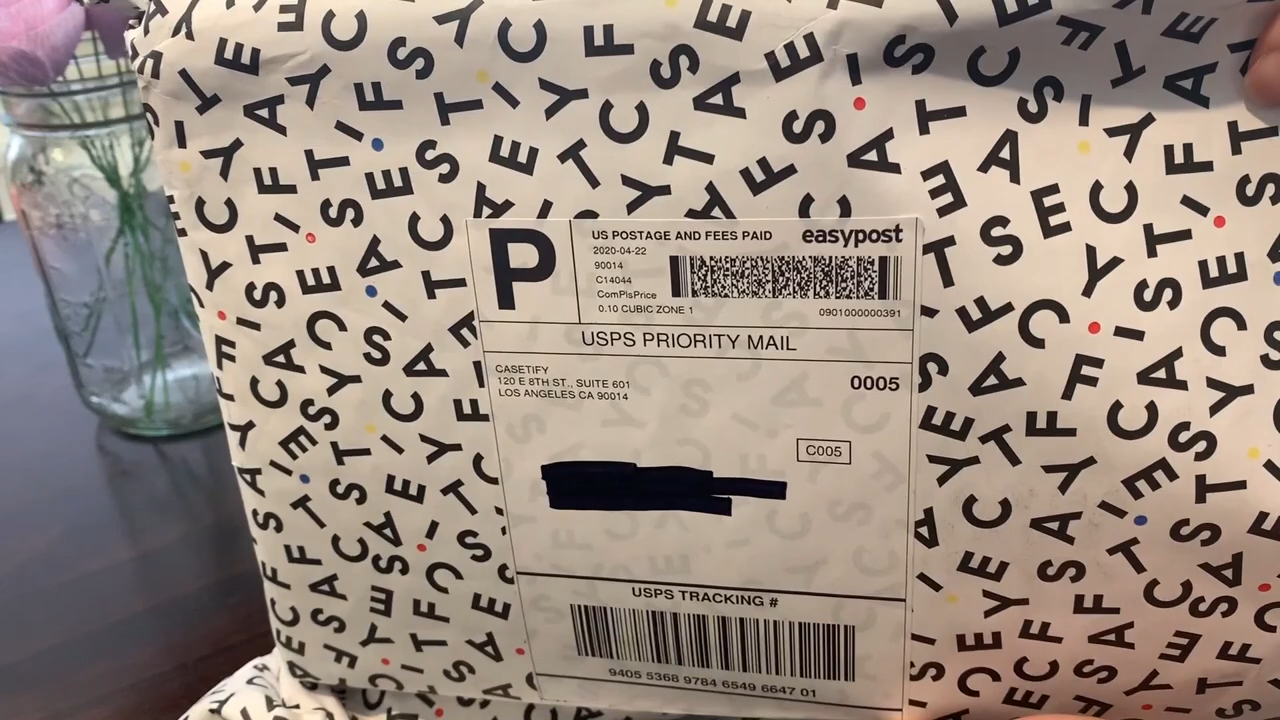 P
US POSTAGE AND FEES PAID
easypost
2020-04-22
90014
C14044
ComPlsPrice
0.10 CUBIC ZONE 1
0901000000391
USPS PRIORITY MAIL
CASETIFY
120 E 8TH ST., SUITE 601
LOS ANGELES CA 90014
0005
C005
USPS TRACKING #
9405 5368 9784 6549 6647 01